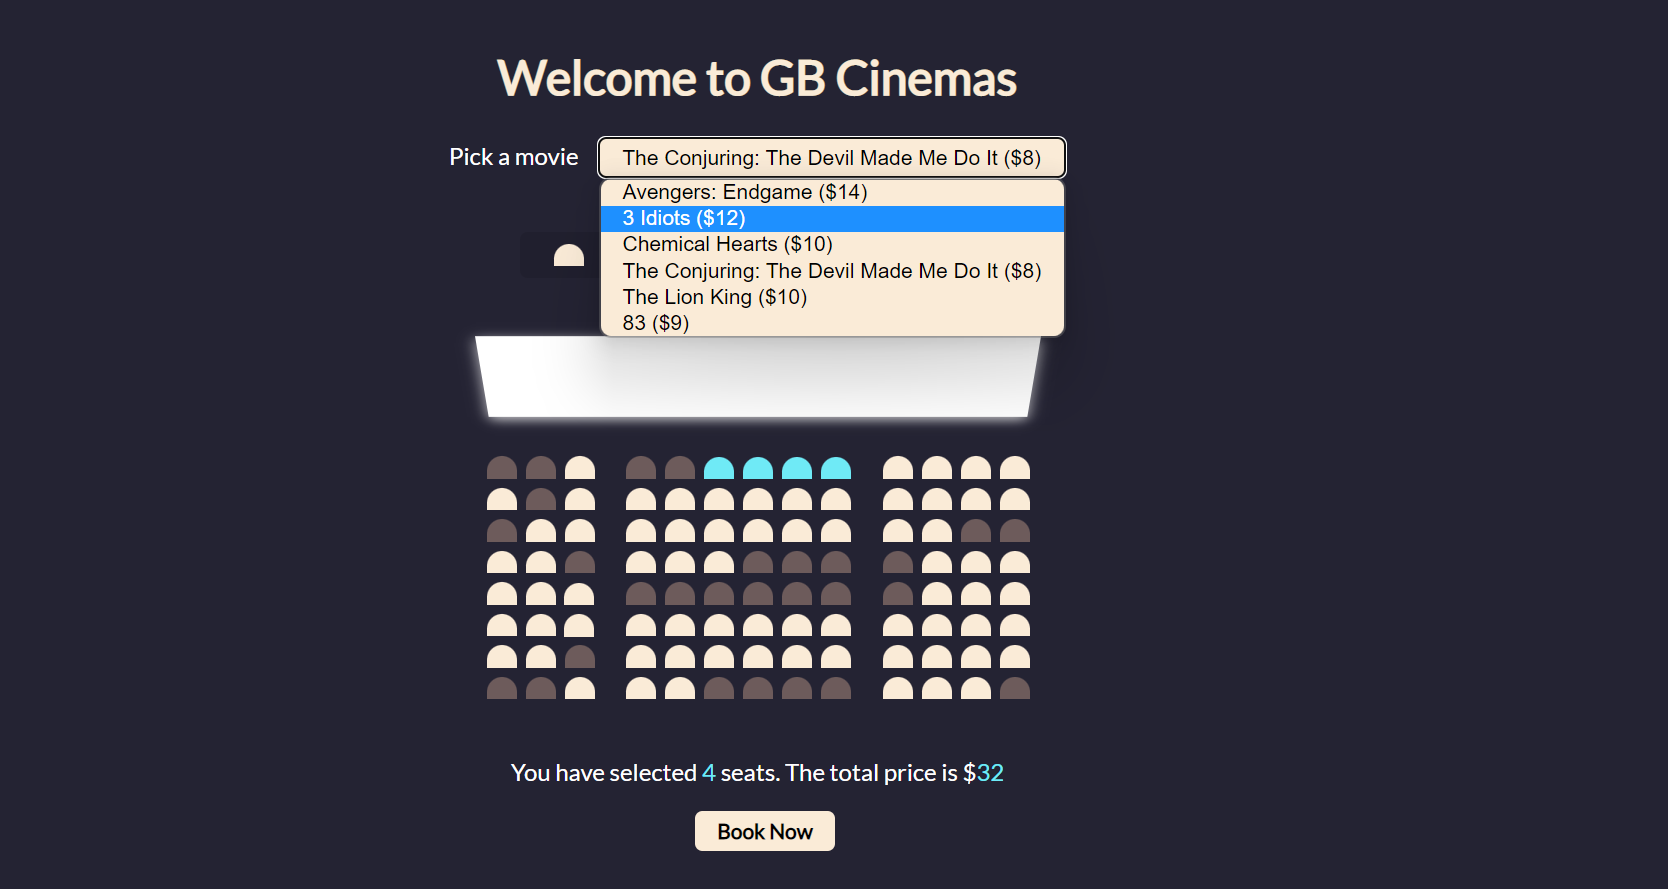 Welcome to GB Cinemas
Pick a movie
The Conjuring: The Devil Made Me Do It ($8)
Avengers: Endgame ($14)
3 Idiots ($12)
Chemical Hearts ($10)
The Conjuring: The Devil Made Me Do It ($8)
The Lion King ($10)
83 ($9)
You have selected 4 seats. The total price is $32
Book Now